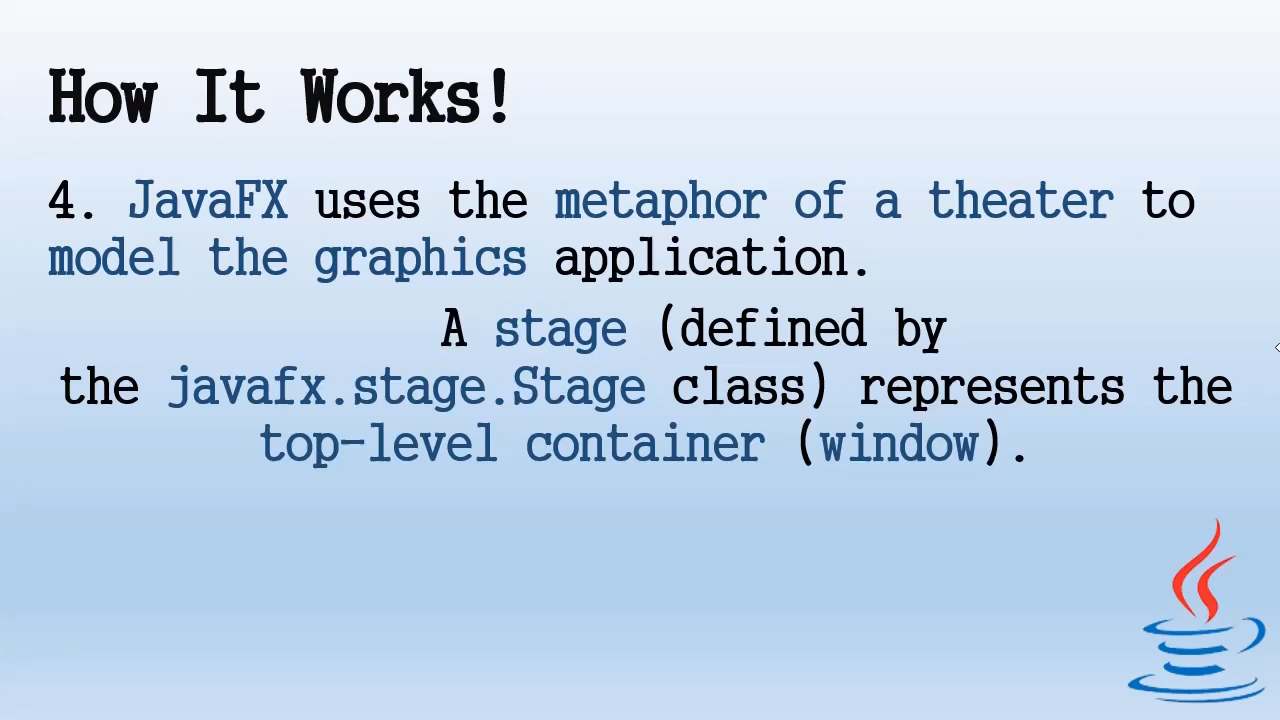 How It Works!
4. JavaFX uses the metaphor of a theater to
model the graphics application.
A stage (defined by
the javafx.stage.Stage class) represents the
top-level container (window).